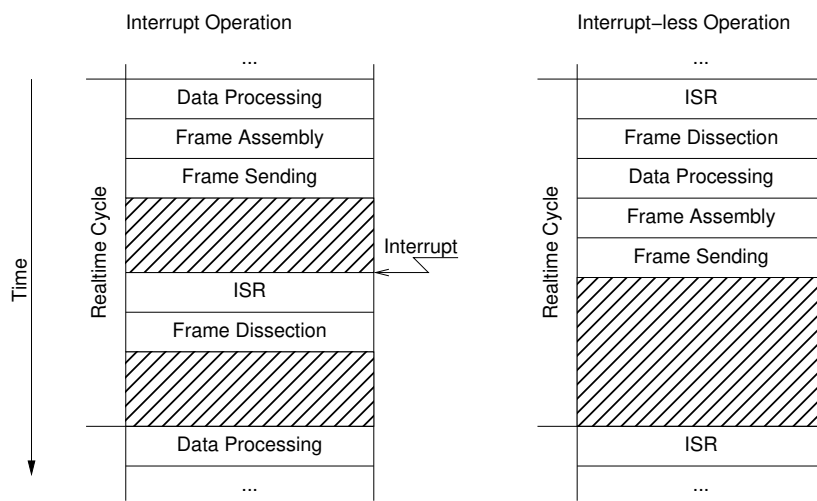 Interrupt Operation
...
Data Processing
Frame Assembly
Frame Sending
Interrupt
ISR
Frame Dissection
Data Processing
...
Time
Realtime Cycle
Interrupt−less Operation
...
ISR
Frame Dissection
Data Processing
Frame Assembly
Frame Sending
ISR
...
Realtime Cycle